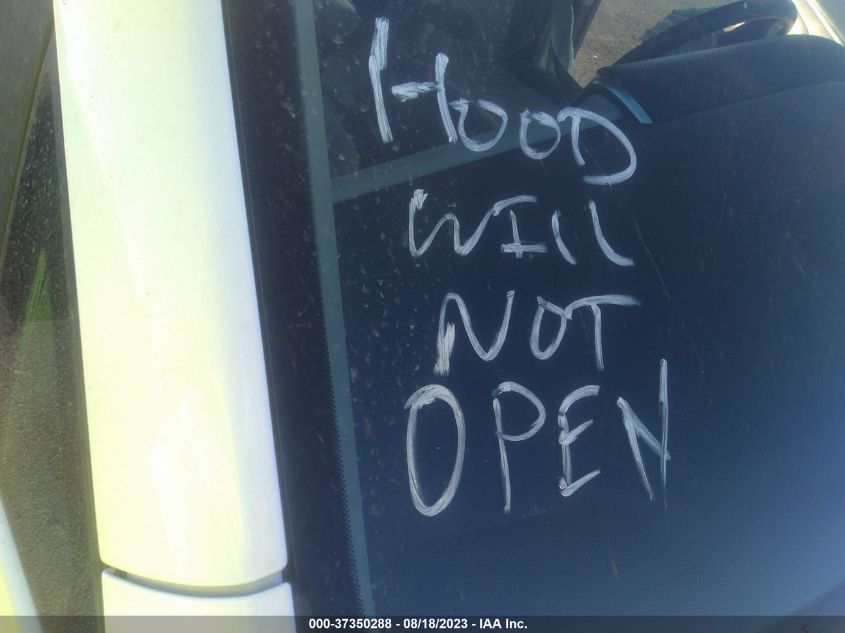 HOOD
WIll
NOT
OPEN
000-37350288 - 08/18/2023 - IAA Inc.